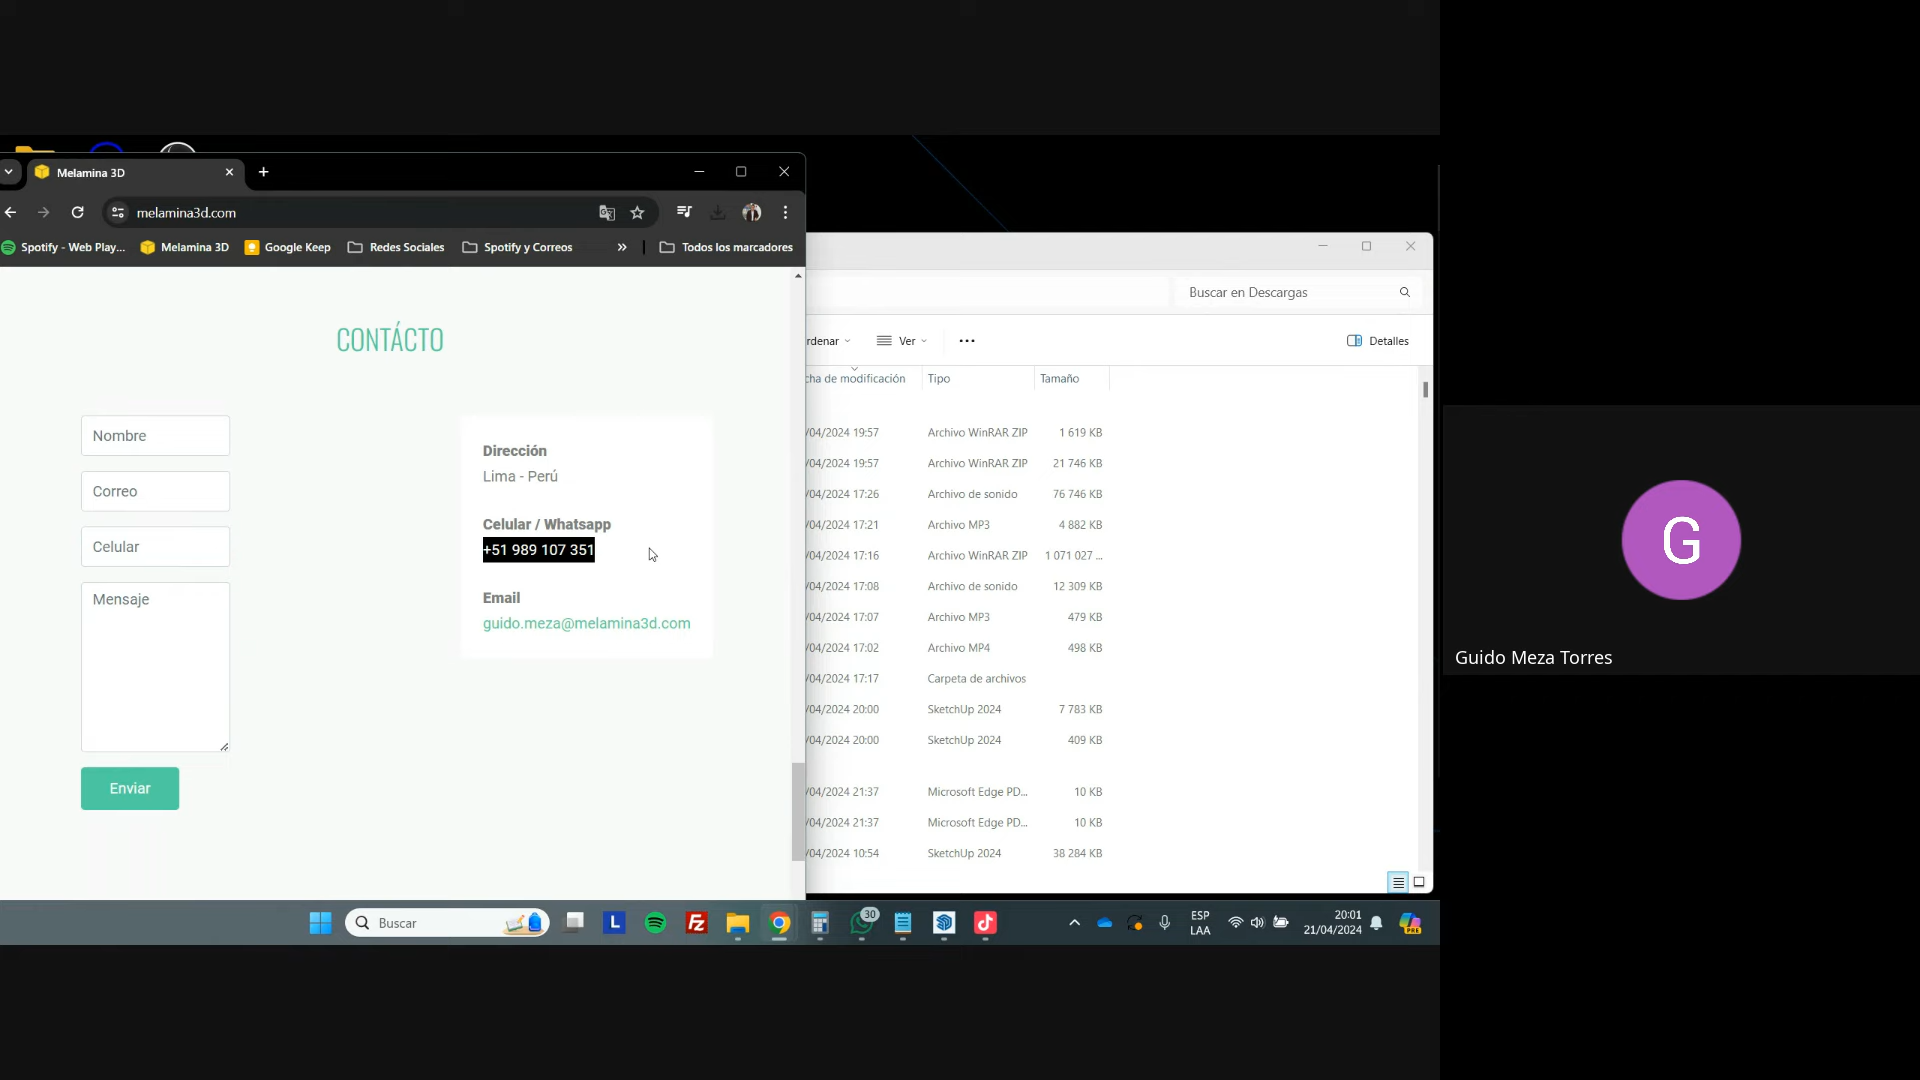 Melamina 3D
melamina3d.com
Spotify - Web Play...
Melamina 3D
Google Keep
Redes Sociales
Spotify y Correos
»
Todos los marcadores
CONTÁCTO
Nombre
Correo
Celular
Mensaje
Enviar
Dirección
Lima - Perú
Celular / Whatsapp
+51 989 107 351
Email
guido.meza@melamina3d.com
Buscar en Descargas
rdenar
Ver
Detalles
cha de modificación Tipo Tamaño
/04/2024 19:57 Archivo WinRAR ZIP 1 619 KB
/04/2024 19:57 Archivo WinRAR ZIP 21 746 KB
/04/2024 17:26 Archivo de sonido 76 746 KB
/04/2024 17:21 Archivo MP3 4 882 KB
/04/2024 17:16 Archivo WinRAR ZIP 1 071 027 ...
/04/2024 17:08 Archivo de sonido 12 309 KB
/04/2024 17:07 Archivo MP3 479 KB
/04/2024 17:02 Archivo MP4 498 KB
/04/2024 17:17 Carpeta de archivos
/04/2024 20:00 SketchUp 2024 7 783 KB
/04/2024 20:00 SketchUp 2024 409 KB
/04/2024 21:37 Microsoft Edge PD... 10 KB
/04/2024 21:37 Microsoft Edge PD... 10 KB
/04/2024 10:54 SketchUp 2024 38 284 KB
G
Guido Meza Torres
Buscar
L
Fz
30
ESP
LAA
20:01
21/04/2024
PRE